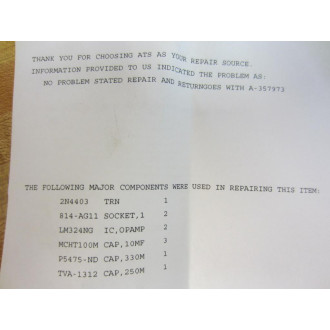 THANK YOU FOR CHOOSING ATS AS YOUR REPAIR SOURCE.
INFORMATION PROVIDED TO US INDICATED THE PROBLEM AS:
NO PROBLEM STATED REPAIR AND RETURNGOES WITH A-357973
THE FOLLOWING MAJOR COMPONENTS WERE USED IN REPAIRING THIS ITEM:
2N4403 TRN 1
814-AG11 SOCKET,1 2
LM324NG IC,OPAMP 2
MCHT100M CAP,10MF 3
P5475-ND CAP,330M 1
TVA-1312 CAP,250M 1